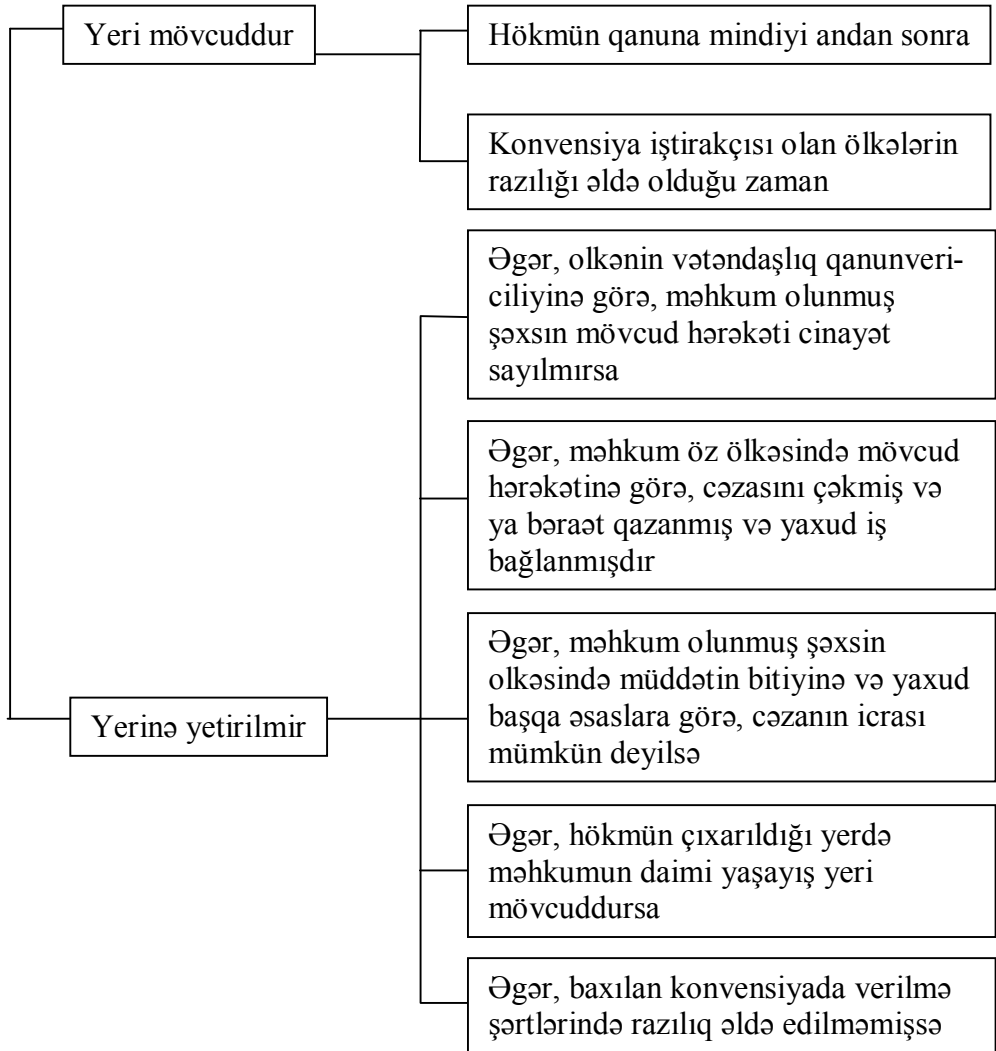 Yeri mövcuddur
Hökmün qanuna mindiyi andan sonra
Konvensiya iştirakçısı olan ölkələrin
razılığı əldə olduğu zaman
Əgər, olkənin vətəndaşlıq qanunveri-
ciliyinə görə, məhkum olunmuş
şəxsın mövcud hərəkəti cinayət
sayılmırsa
Əgər, məhkum öz ölkəsində mövcud
hərəkətinə görə, cəzasını çəkmiş və
ya bəraət qazanmış və yaxud iş
bağlanmışdır
Yerinə yetirilmir
Əgər, məhkum olunmuş şəxsin
olkəsində müddətin bitiyinə və yaxud
başqa əsaslara görə, cəzanın icrası
mümkün deyilsə
Əgər, hökmün çıxarıldığı yerdə
məhkumun daimi yaşayış yeri
mövcuddursa
Əgər, baxılan konvensiyada verilmə
şərtlərində razılıq əldə edilməmişsə